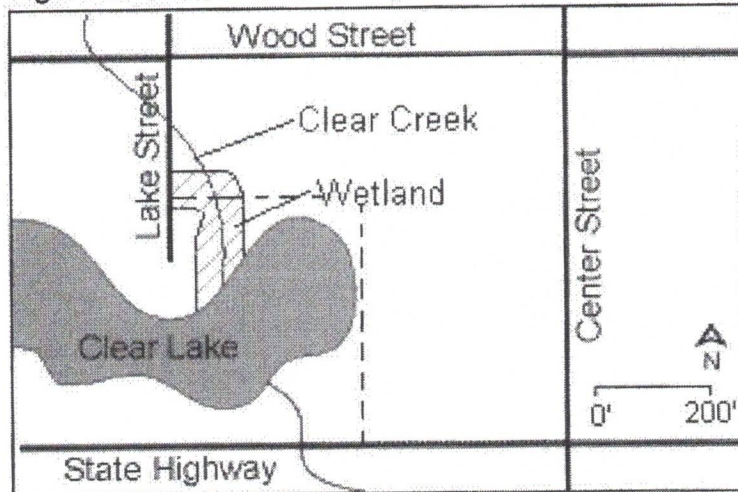 Wood Street
Clear Creek
Lake Street
Wetland
Center Street
Clear Lake
N
0' 200'
State Highway